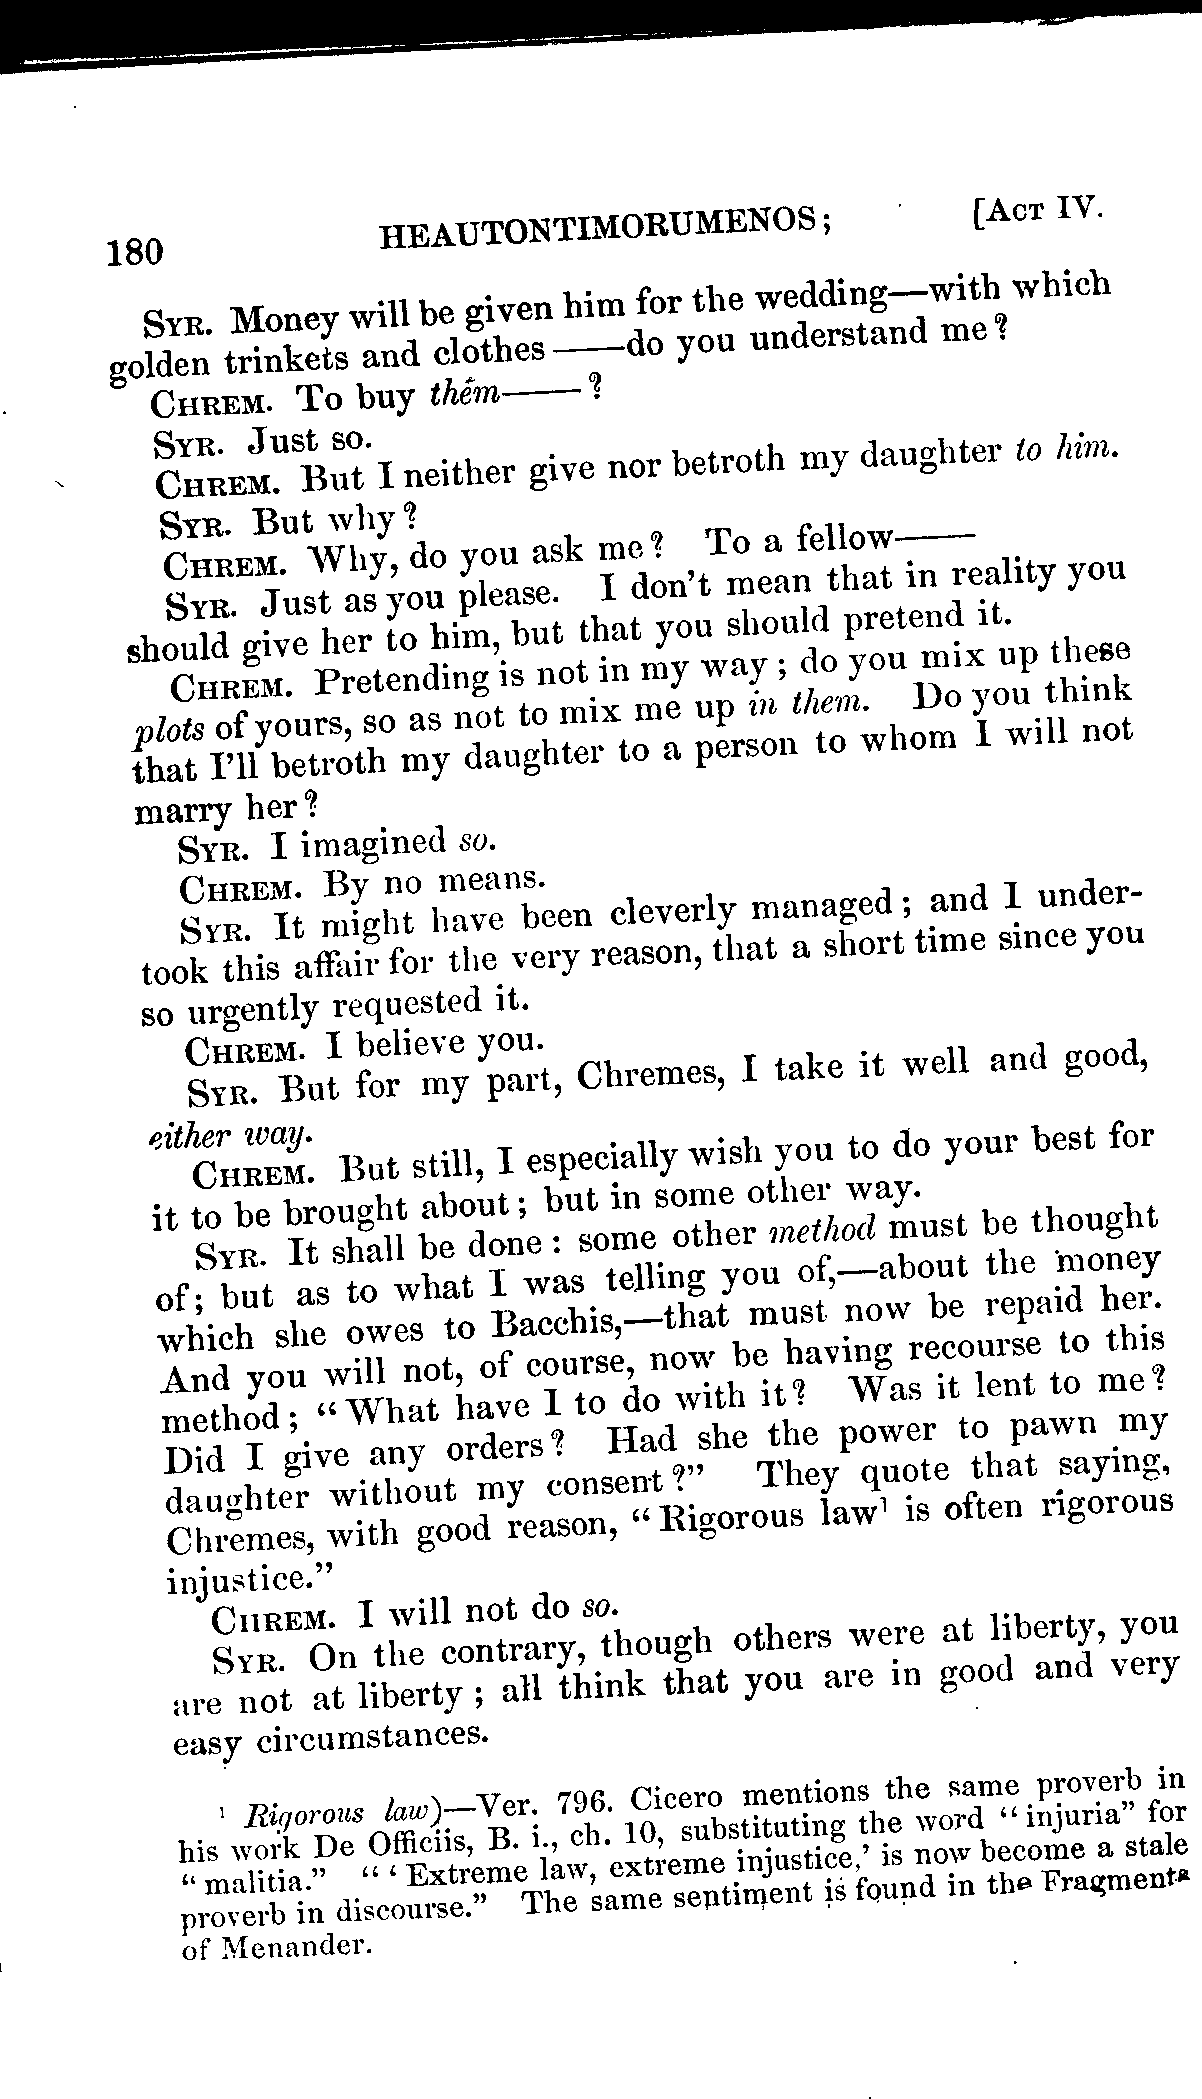 180 HEAUTONTIMORUMENOS; [ACT IV.
SYR. Money will be given him for the wedding—with which
golden trinkets and clothes——do you understand me?
CHREM. To buy them——?
SYR. Just so.
CHREM. But I neither give nor betroth my daughter to him.
SYR. But why?
CHREM. Why, do you ask me? To a fellow——
SYR. Just as you please. I don't mean that in reality you
should give her to him, but that you should pretend it.
CHREM. Pretending is not in my way; do you mix up these
plots of yours, so as not to mix me up in them. Do you think
that I'll betroth my daughter to a person to whom I will not
marry her?
SYR. I imagined so.
CHREM. By no means.
SYR. It might have been cleverly managed; and I under-
took this affair for the very reason, that a short time since you
so urgently requested it.
CHREM. I believe you.
SYR. But for my part, Chremes, I take it well and good,
either way.
CHREM. But still, I especially wish you to do your best for
it to be brought about; but in some other way.
SYR. It shall be done: some other method must be thought
of; but as to what I was telling you of,—about the money
which she owes to Bacchis,—that must now be repaid her.
And you will not, of course, now be having recourse to this
method; "What have I to do with it? Was it lent to me?
Did I give any orders? Had she the power to pawn my
daughter without my consent?" They quote that saying,
Chremes, with good reason, "Rigorous law¹ is often rigorous
injustice."
CHREM. I will not do so.
SYR. On the contrary, though others were at liberty, you
are not at liberty; all think that you are in good and very
easy circumstances.
¹ Rigorous law)—Ver. 796. Cicero mentions the same proverb in
his work De Officiis, B. i., ch. 10, substituting the word "injuria" for
"malitia." "'Extreme law, extreme injustice,' is now become a stale
proverb in discourse." The same sentiment is found in the Fragments
of Menander.